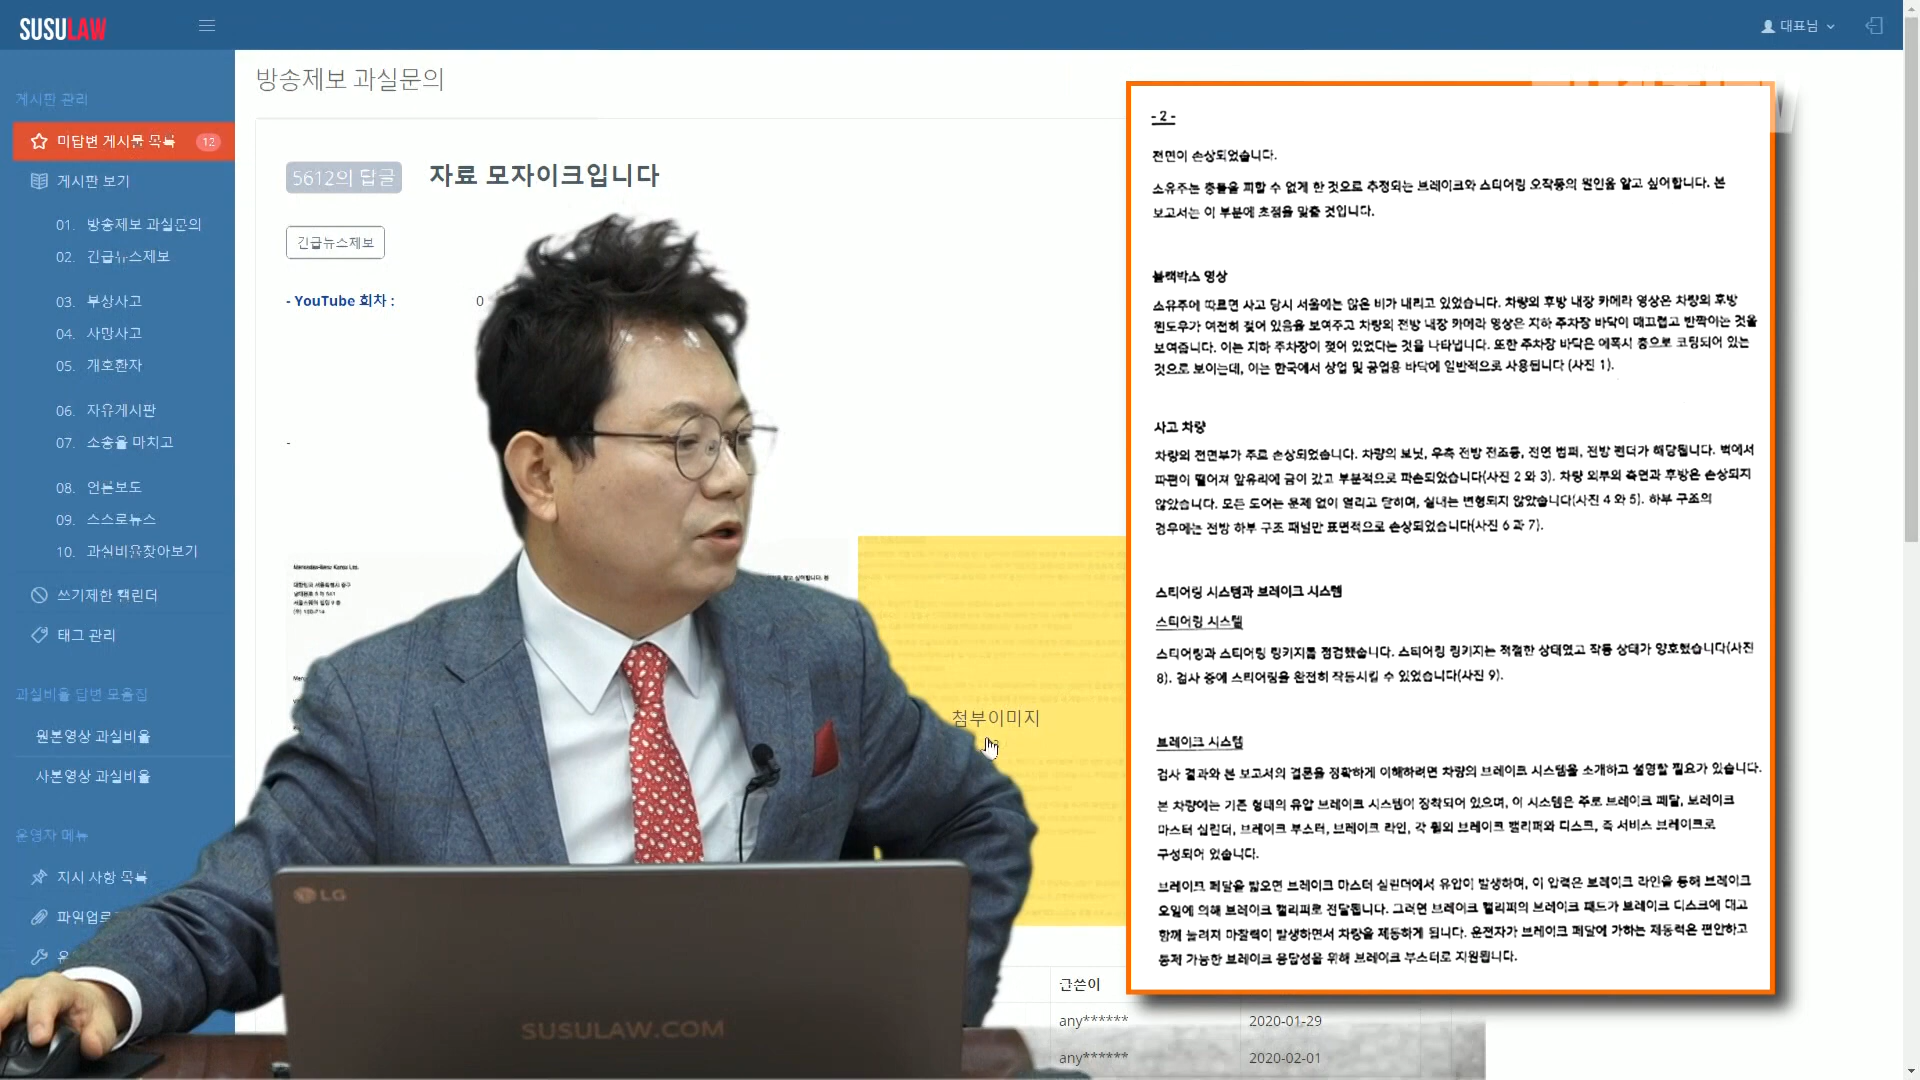 SUSULAW
대표님
게시판 관리
미답변 게시물 목록 12
게시판 보기
01. 방송제보 과실문의
02. 긴급뉴스제보
03. 부상사고
04. 사망사고
05. 개호환자
06. 자유게시판
07. 소송을 마치고
08. 언론보도
09. 스스로뉴스
10. 과실비율찾아보기
쓰기제한 캘린더
태그 관리
과실비율 답변 모음집
원본영상 과실비율
사본영상 과실비율
운영자 메뉴
지시 사항 목록
파일업로
방송제보 과실문의
5612의 답글 자료 모자이크입니다
긴급뉴스제보
- YouTube 회차 : 0
-
Mercedes-Benz Korea Ltd.
대한민국 서울특별시 중구
첨부이미지
글쓴이
any****** 2020-01-29
any****** 2020-02-01
LG
SUSULAW.COM
- 2 -
전면이 손상되었습니다.
소유주는 충돌을 피할 수 없게 한 것으로 추정되는 브레이크와 스티어링 오작동의 원인을 알고 싶어합니다. 본
보고서는 이 부분에 초점을 맞출 것입니다.
블랙박스 영상
소유주에 따르면 사고 당시 서울에는 많은 비가 내리고 있었습니다. 차량의 후방 내장 카메라 영상은 차량의 후방
윈도우가 여전히 젖어 있음을 보여주고 차량의 전방 내장 카메라 영상은 지하 주차장 바닥이 매끄럽고 반짝이는 것을
보여줍니다. 이는 지하 주차장이 젖어 있었다는 것을 나타냅니다. 또한 주차장 바닥은 에폭시 층으로 코팅되어 있는
것으로 보이는데, 이는 한국에서 상업 및 공업용 바닥에 일반적으로 사용됩니다 (사진 1).
사고 차량
차량의 전면부가 주로 손상되었습니다. 차량의 보닛, 우측 전방 전조등, 전면 범퍼, 전방 펜더가 해당됩니다. 벽에서
파편이 떨어져 앞유리에 금이 갔고 부분적으로 파손되었습니다(사진 2 와 3). 차량 외부의 측면과 후방은 손상되지
않았습니다. 모든 도어는 문제 없이 열리고 닫히며, 실내는 변형되지 않았습니다(사진 4 와 5). 하부 구조의
경우에는 전방 하부 구조 패널만 표면적으로 손상되었습니다(사진 6 과 7).
스티어링 시스템과 브레이크 시스템
스티어링 시스템
스티어링과 스티어링 링키지를 점검했습니다. 스티어링 링키지는 적절한 상태였고 작동 상태가 양호했습니다(사진
8). 검사 중에 스티어링을 완전히 작동시킬 수 있었습니다(사진 9).
브레이크 시스템
검사 결과와 본 보고서의 결론을 정확하게 이해하려면 차량의 브레이크 시스템을 소개하고 설명할 필요가 있습니다.
본 차량에는 기존 형태의 유압 브레이크 시스템이 장착되어 있으며, 이 시스템은 주로 브레이크 페달, 브레이크
마스터 실린더, 브레이크 부스터, 브레이크 라인, 각 휠의 브레이크 캘리퍼와 디스크, 즉 서비스 브레이크로
구성되어 있습니다.
브레이크 페달을 밟으면 브레이크 마스터 실린더에서 유압이 발생하며, 이 압력은 브레이크 라인을 통해 브레이크
오일에 의해 브레이크 캘리퍼로 전달됩니다. 그러면 브레이크 캘리퍼의 브레이크 패드가 브레이크 디스크에 대고
함께 눌려져 마찰력이 발생하면서 차량을 제동하게 됩니다. 운전자가 브레이크 페달에 가하는 제동력은 편안하고
통제 가능한 브레이크 응답성을 위해 브레이크 부스터로 지원됩니다.